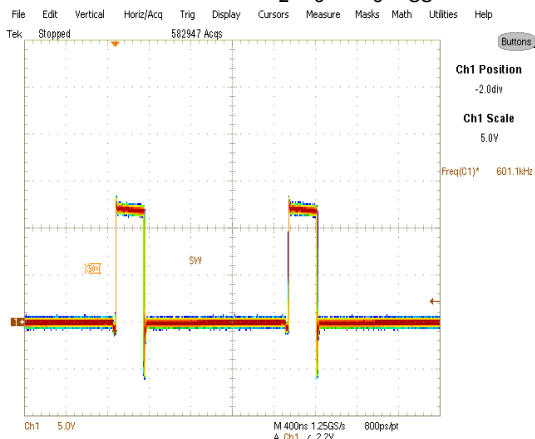 File Edit Vertical Horiz/Acq Trig Display Cursors Measure Masks Math Utilities Help
Tek Stopped 582947 Acqs
Buttons
Ch1 Position
-2.0div
Ch1 Scale
5.0V
Freq(C1)* 601.1kHz
SW
Ch1 5.0V M 400ns 1.25GS/s 800ps/pt
A Ch1 2.2V